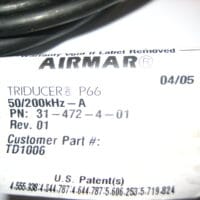 Warranty Void if Label Removed
AIRMAR®
TRIDUCER® P66
04/05
50/200kHz-A
PN: 31-472-4-01
Rev. 01
Customer Part #:
TD1006
U.S. Patent(s)